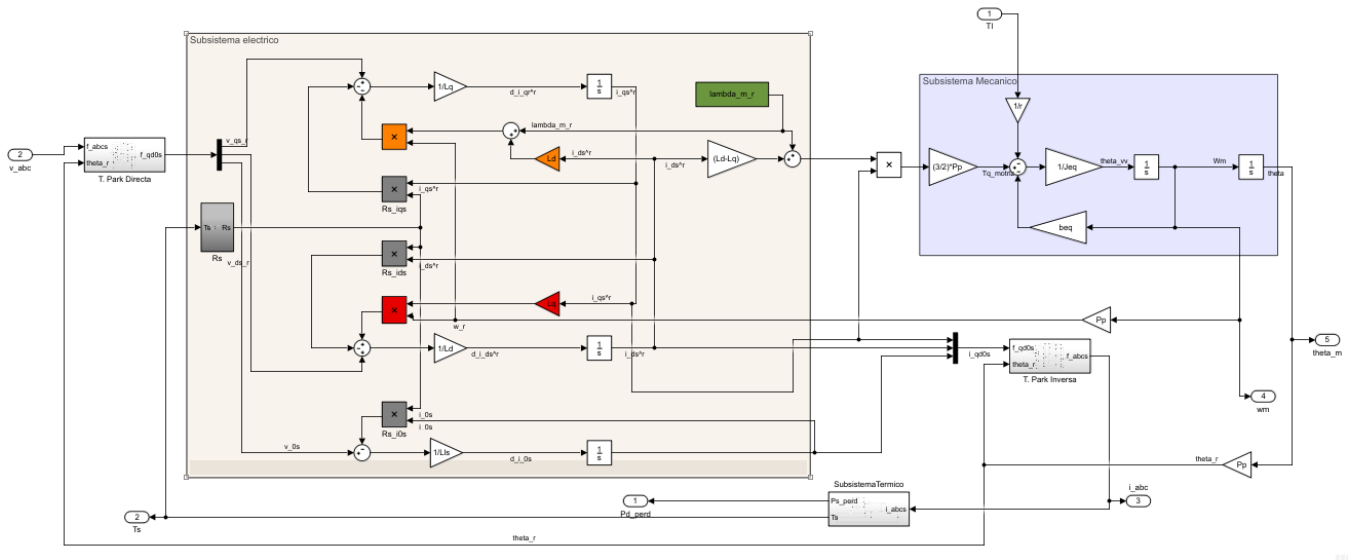 1
Tl
Subsistema electrico
Subsistema Mecanico
1/r
1/Lq
d_i_qr^r
1
s
i_qs^r
lambda_m_r
v_qs_r
f_abcs
theta_r
f_qd0s
T. Park Directa
2
v_abc
×
lambda_m_r
Ld
i_ds^r
i_ds^r
(Ld-Lq)
×
(3/2)*Pp
1/Jeq
theta_vv
1
s
Wm
1
s
theta
×
i_qs^r
Rs_iqs
Ts
Rs
Rs
beq
v_ds_r
×
i_ds^r
Rs_ids
×
Lq
i_qs^r
w_r
Pp
1/Ld
d_i_ds^r
1
s
i_ds^r
i_qd0s
f_qd0s
theta_r
f_abcs
T. Park Inversa
5
theta_m
4
wm
×
i_0s
i_0s
Rs_i0s
v_0s
1/Lls
d_i_0s
1
s
theta_r
Pp
SubsistemaTermico
Ps_perd
Ts
i_abcs
1
Pd_perd
i_abc
3
2
Ts
theta_r